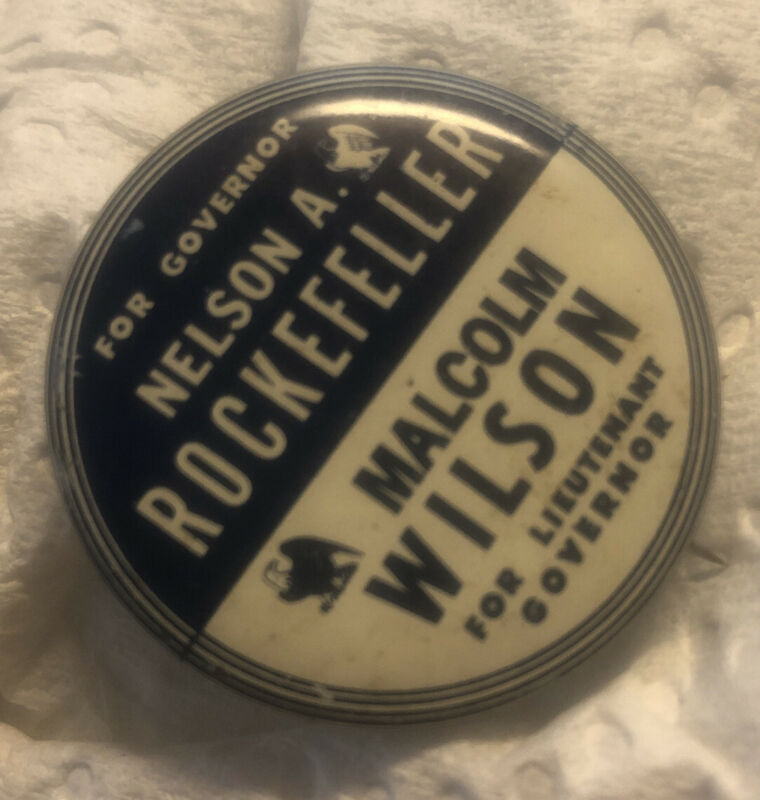 FOR GOVERNOR
NELSON A.
ROCKEFELLER
MALCOLM
WILSON
FOR LIEUTENANT
GOVERNOR